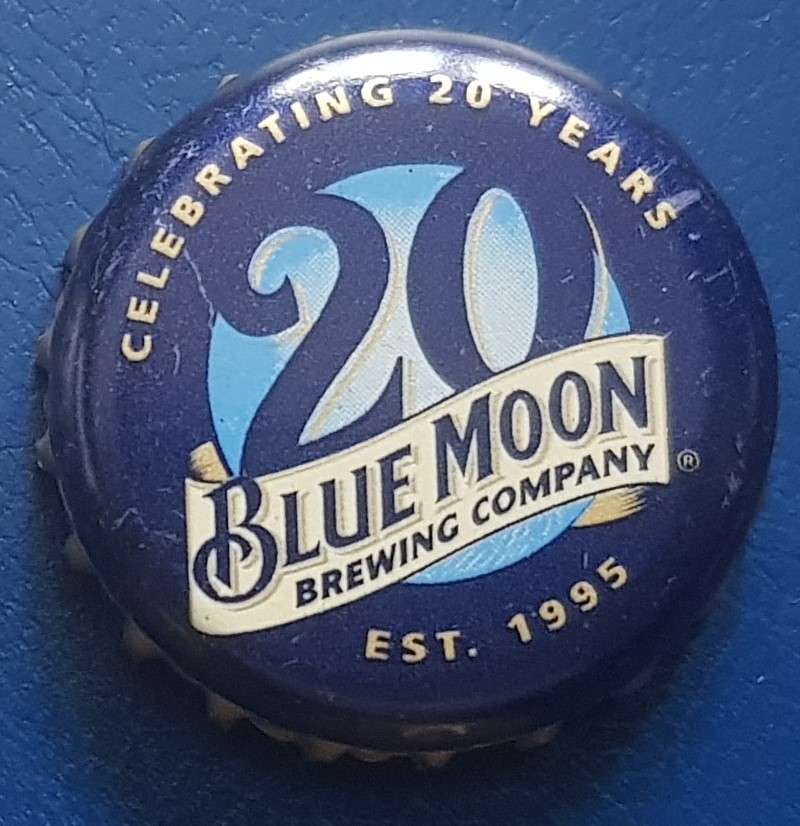 CELEBRATING 20 YEARS
20
BLUE MOON
BREWING COMPANY ®
EST. 1995